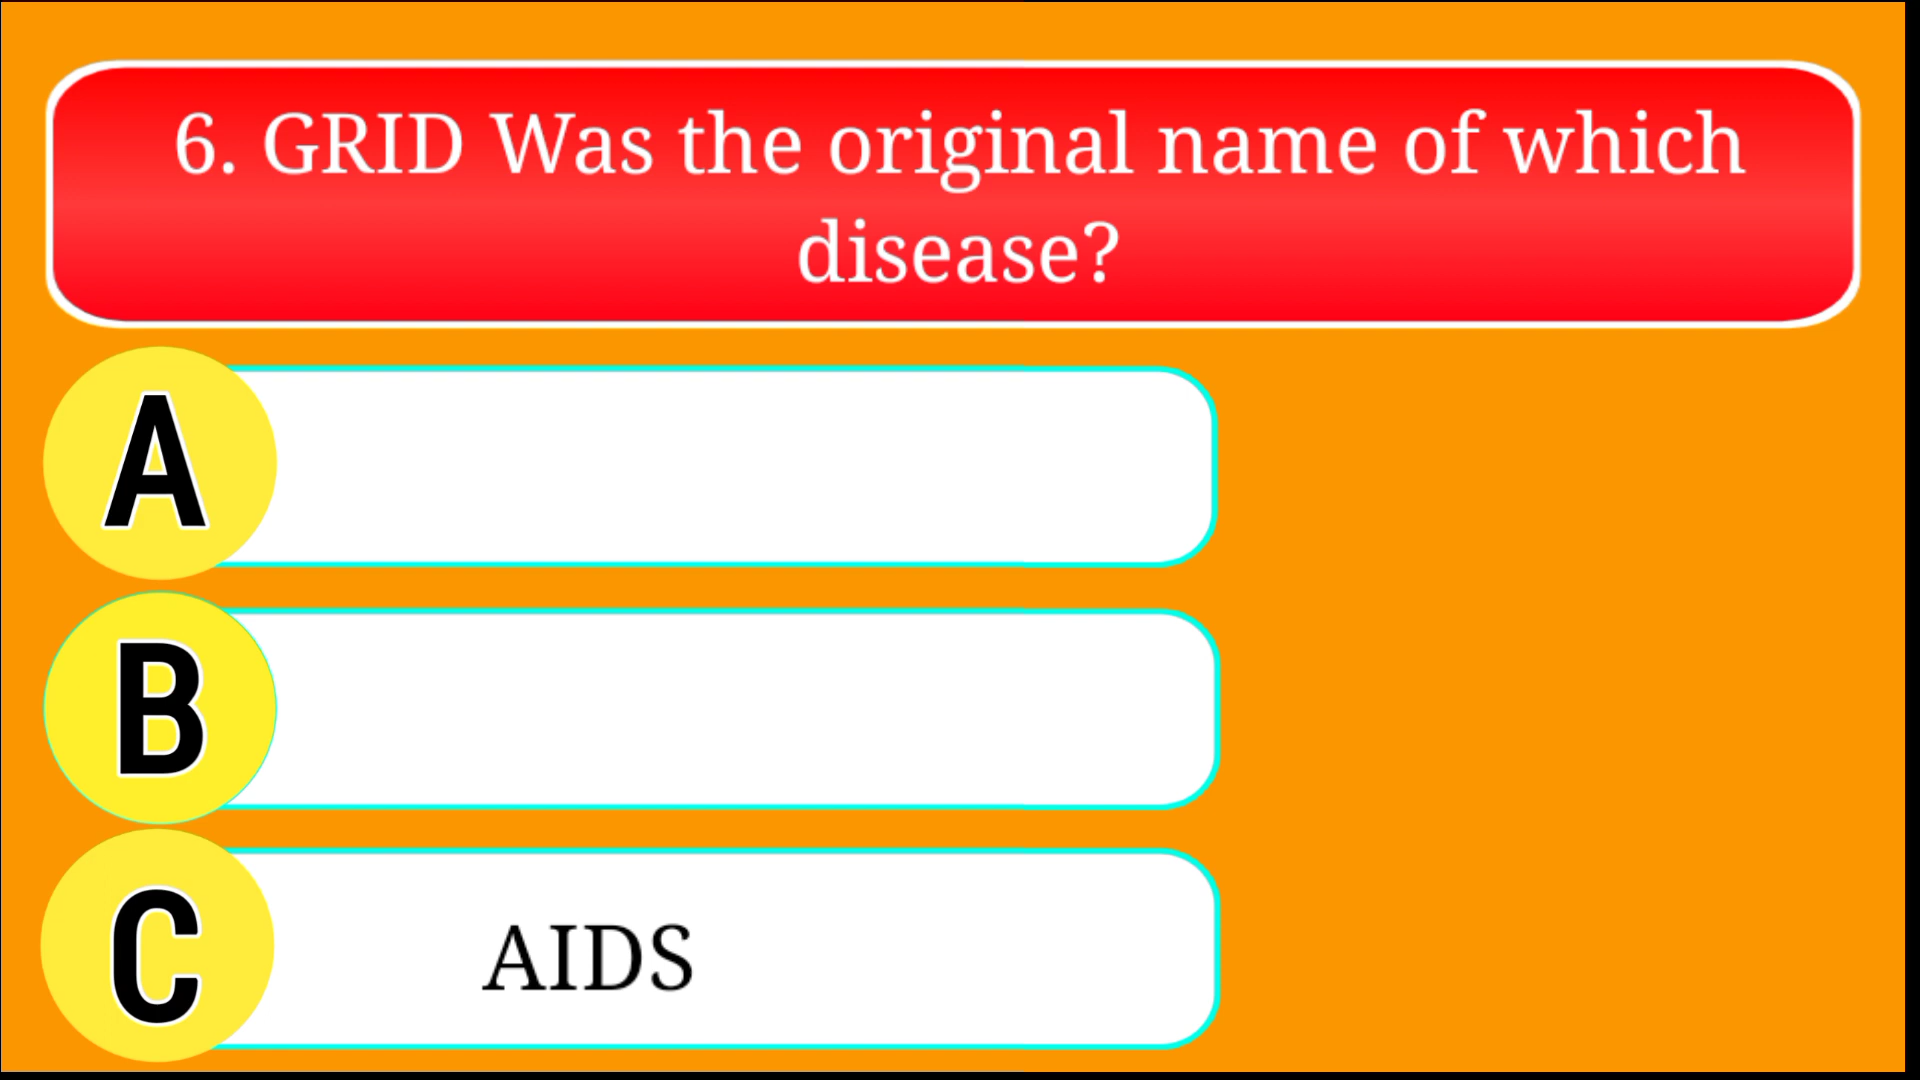 6. GRID Was the original name of which
disease?
A
B
C
AIDS